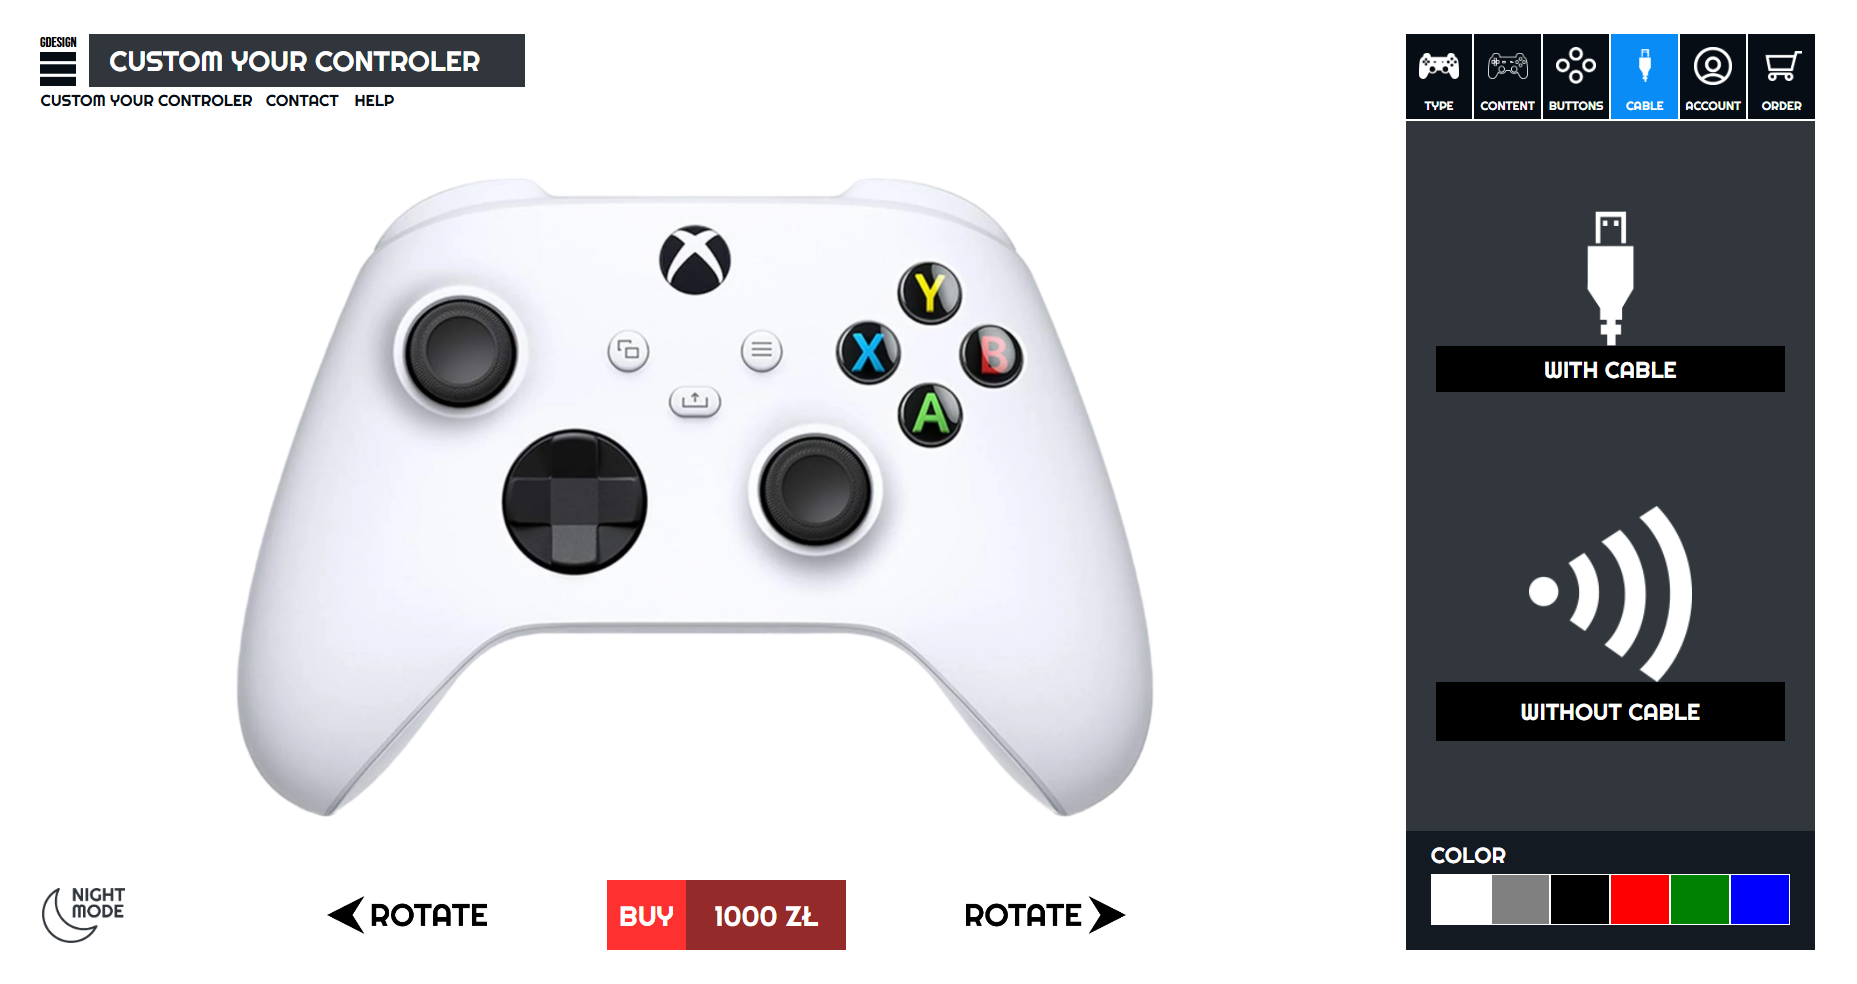 GDESIGN
CUSTOM YOUR CONTROLER
CUSTOM YOUR CONTROLER CONTACT HELP
TYPE CONTENT BUTTONS CABLE ACCOUNT ORDER
Y
X B
A
WITH CABLE
WITHOUT CABLE
COLOR
NIGHT
MODE
ROTATE
BUY 1000 ZŁ
ROTATE